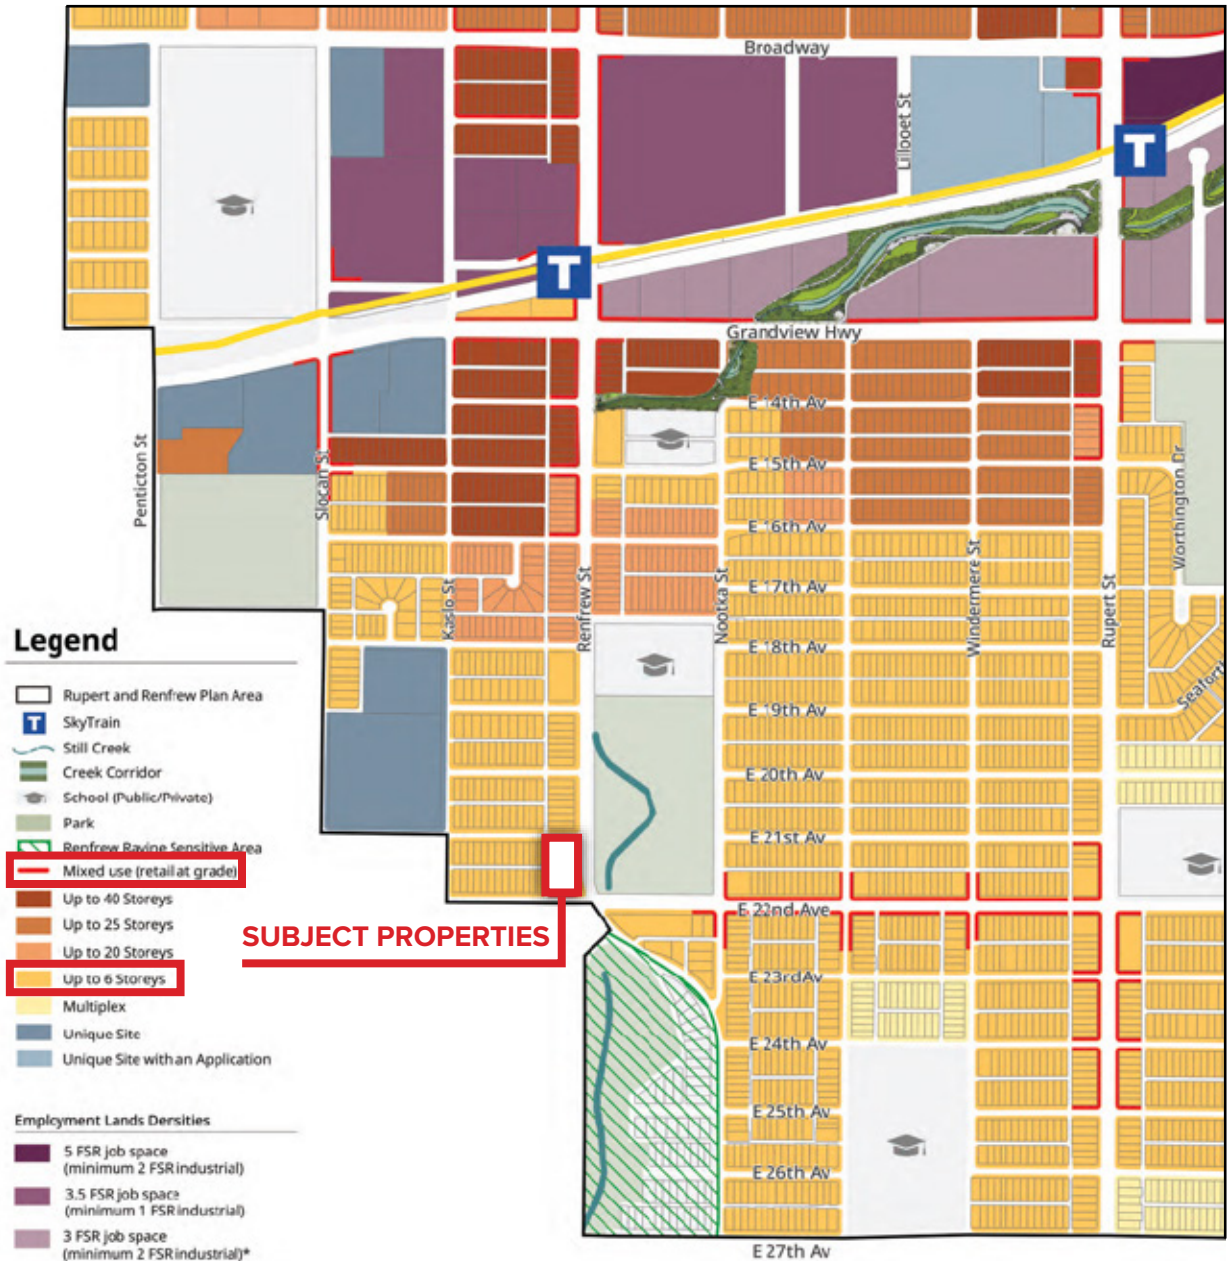 Broadway
Lillooet St
T
T
Grandview Hwy
E 14th Av
Penticton St
Slocan St
E 15th Av
Worthington Dr
E 16th Av
Kaslo St
Renfrew St
Nootka St
E 17th Av
Windermere St
Rupert St
E 18th Av
Seafort
E 19th Av
E 20th Av
E 21st Av
E 22nd Ave
SUBJECT PROPERTIES
E 23rd Av
E 24th Av
E 25th Av
E 26th Av
E 27th Av
Legend
Rupert and Renfrew Plan Area
T SkyTrain
Still Creek
Creek Corridor
School (Public/Private)
Park
Renfrew Ravine Sensitive Area
Mixed use (retail at grade)
Up to 40 Storeys
Up to 25 Storeys
Up to 20 Storeys
Up to 6 Storeys
Multiplex
Unique Site
Unique Site with an Application
Employment Lands Densities
5 FSR job space
(minimum 2 FSR industrial)
3.5 FSR job space
(minimum 1 FSR industrial)
3 FSR job space
(minimum 2 FSR industrial)*